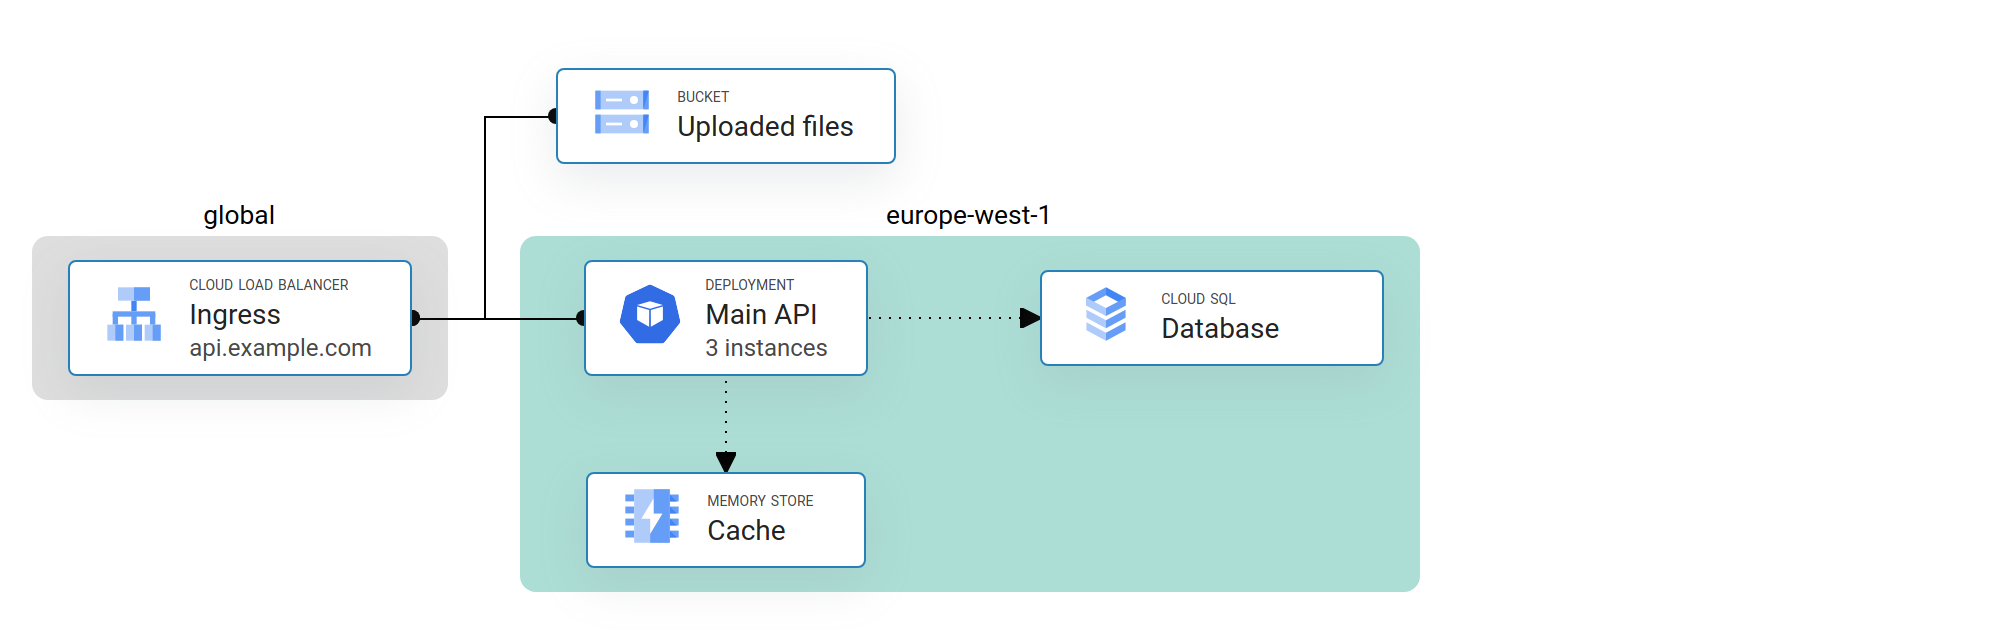 BUCKET
Uploaded files
global
europe-west-1
CLOUD LOAD BALANCER
Ingress
api.example.com
DEPLOYMENT
Main API
3 instances
CLOUD SQL
Database
MEMORY STORE
Cache